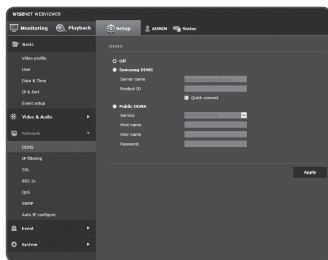 WISENET WEBVIEWER
Monitoring Playback Setup ADMIN Status
Basic
Video profile
User
Date & Time
IP & Port
Event setup
Video & Audio
Network
DDNS
IP filtering
SSL
802.1x
QoS
SNMP
Auto IP configure
Event
System
DDNS
Off
Samsung DDNS
Server name
Product ID
Quick connect
Public DDNS
Service
Host name
User name
Password
Apply